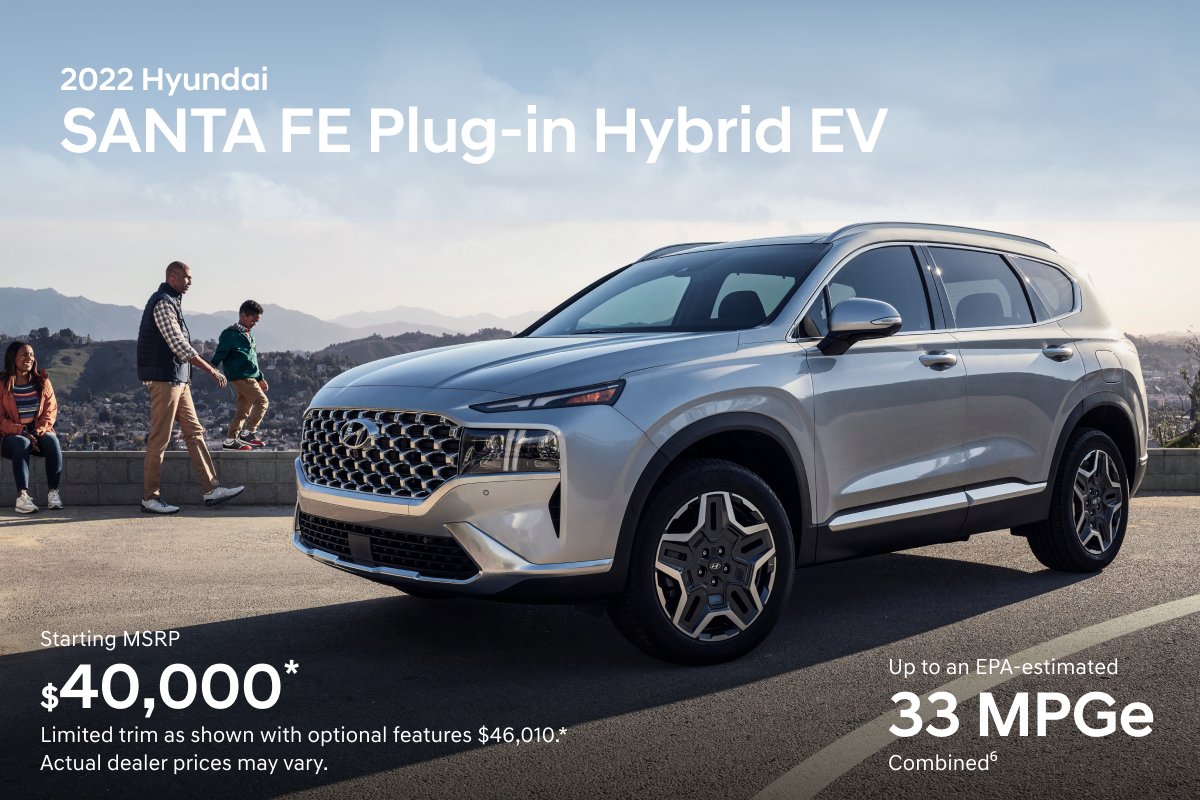 2022 Hyundai
SANTA FE Plug-in Hybrid EV
Starting MSRP
$40,000*
Limited trim as shown with optional features $46,010.*
Actual dealer prices may vary.
Up to an EPA-estimated
33 MPGe
Combined⁶